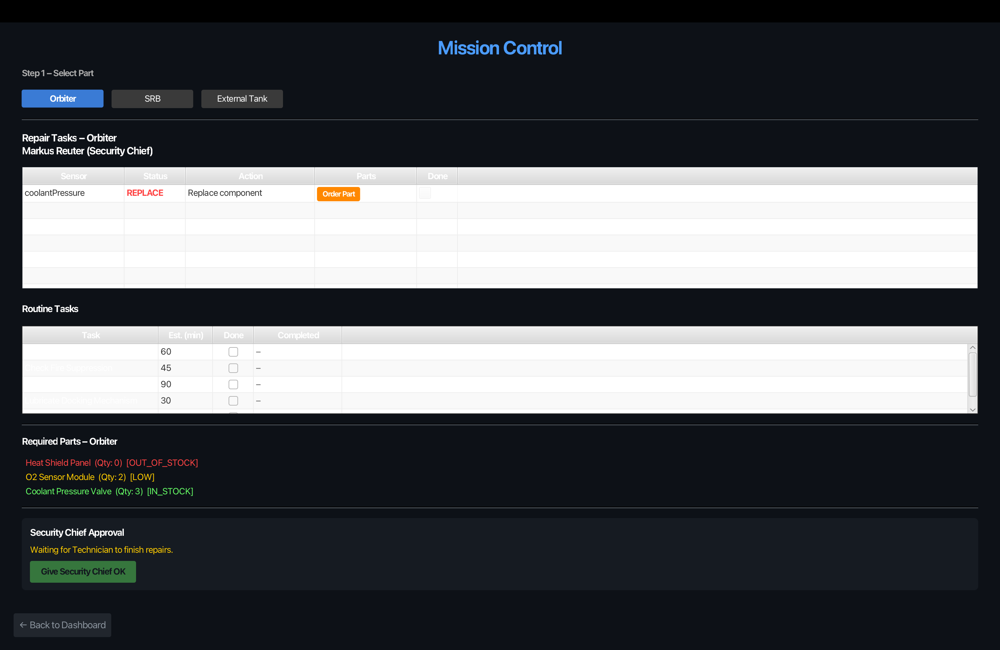 Mission Control
Step 1 – Select Part
Orbiter SRB External Tank
Repair Tasks – Orbiter
Markus Reuter (Security Chief)
Sensor Status Action Parts Done
coolantPressure REPLACE Replace component Order Part
Routine Tasks
Task Est. (min) Done Completed
60 –
Check Fire Suppression 45 –
90 –
Lubricate Docking Mechanism 30 –
Required Parts – Orbiter
Heat Shield Panel (Qty: 0) [OUT_OF_STOCK]
O2 Sensor Module (Qty: 2) [LOW]
Coolant Pressure Valve (Qty: 3) [IN_STOCK]
Security Chief Approval
Waiting for Technician to finish repairs.
Give Security Chief OK
← Back to Dashboard